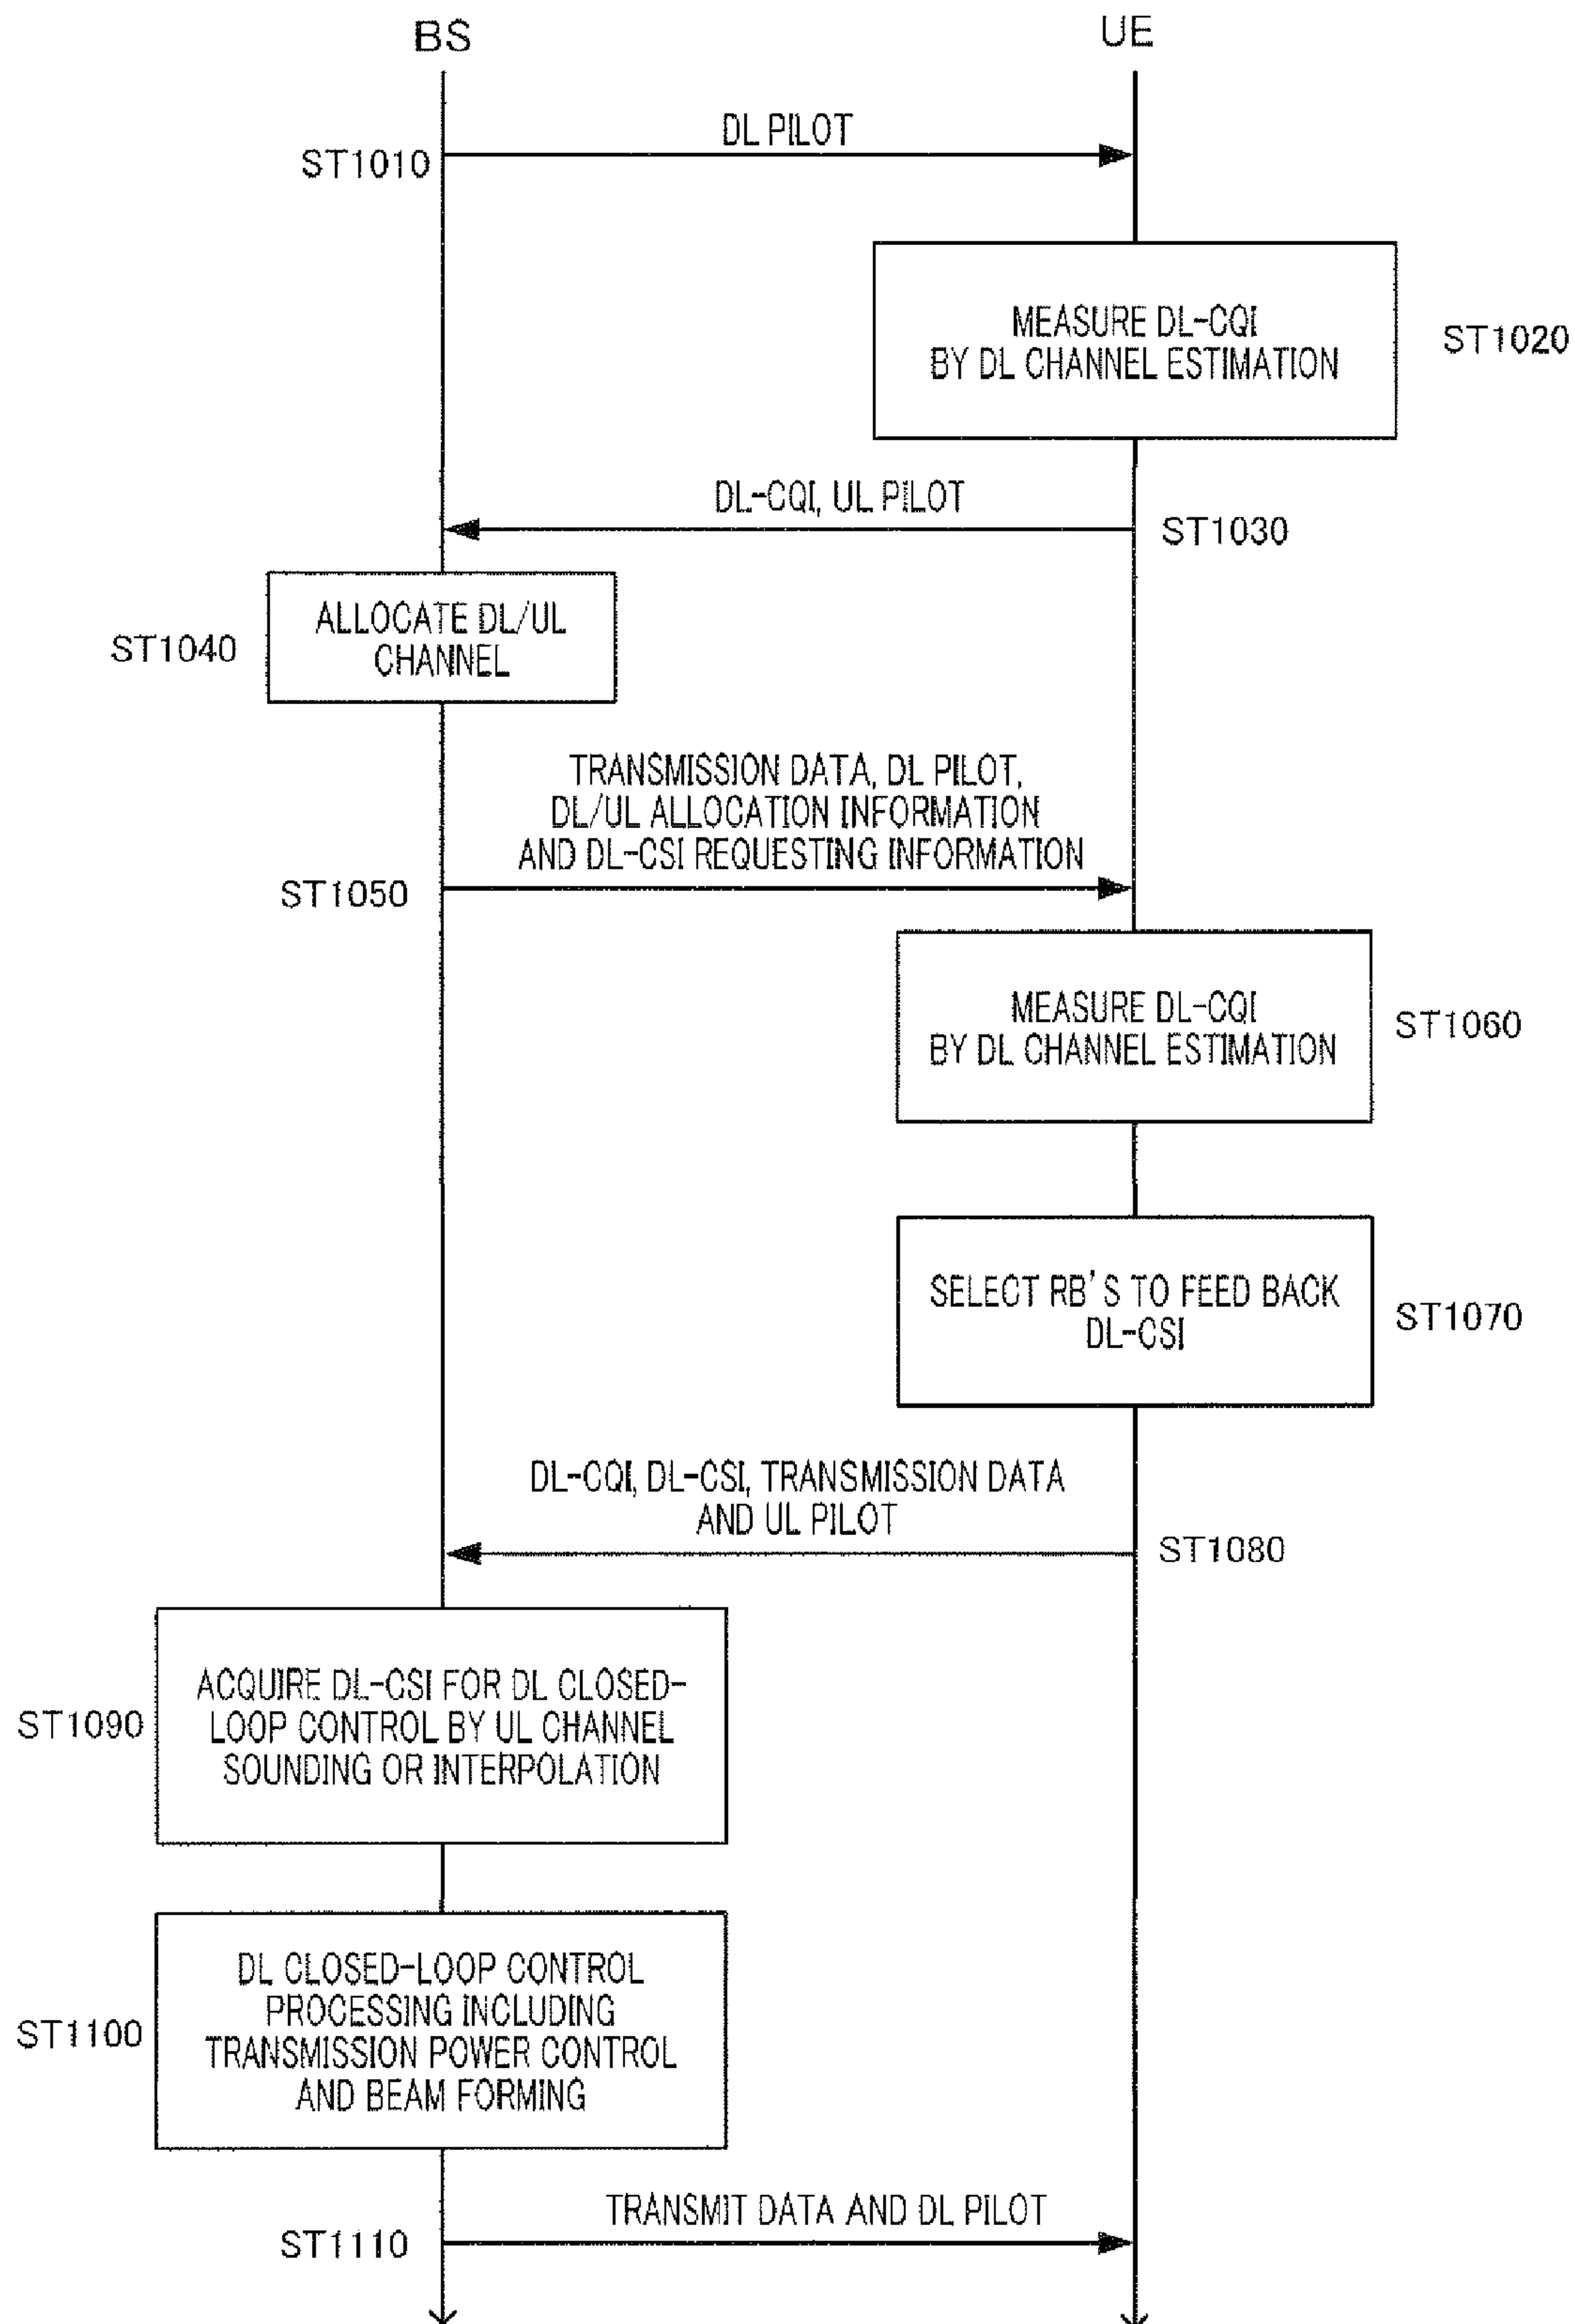 BS
UE
DL PILOT
ST1010
MEASURE DL-CQI
BY DL CHANNEL ESTIMATION
ST1020
DL-CQI, UL PILOT
ST1030
ALLOCATE DL/UL
CHANNEL
ST1040
TRANSMISSION DATA, DL PILOT,
DL/UL ALLOCATION INFORMATION
AND DL-CSI REQUESTING INFORMATION
ST1050
MEASURE DL-CQI
BY DL CHANNEL ESTIMATION
ST1060
SELECT RB'S TO FEED BACK
DL-CSI
ST1070
DL-CQI, DL-CSI, TRANSMISSION DATA
AND UL PILOT
ST1080
ACQUIRE DL-CSI FOR DL CLOSED-
LOOP CONTROL BY UL CHANNEL
SOUNDING OR INTERPOLATION
ST1090
DL CLOSED-LOOP CONTROL
PROCESSING INCLUDING
TRANSMISSION POWER CONTROL
AND BEAM FORMING
ST1100
TRANSMIT DATA AND DL PILOT
ST1110